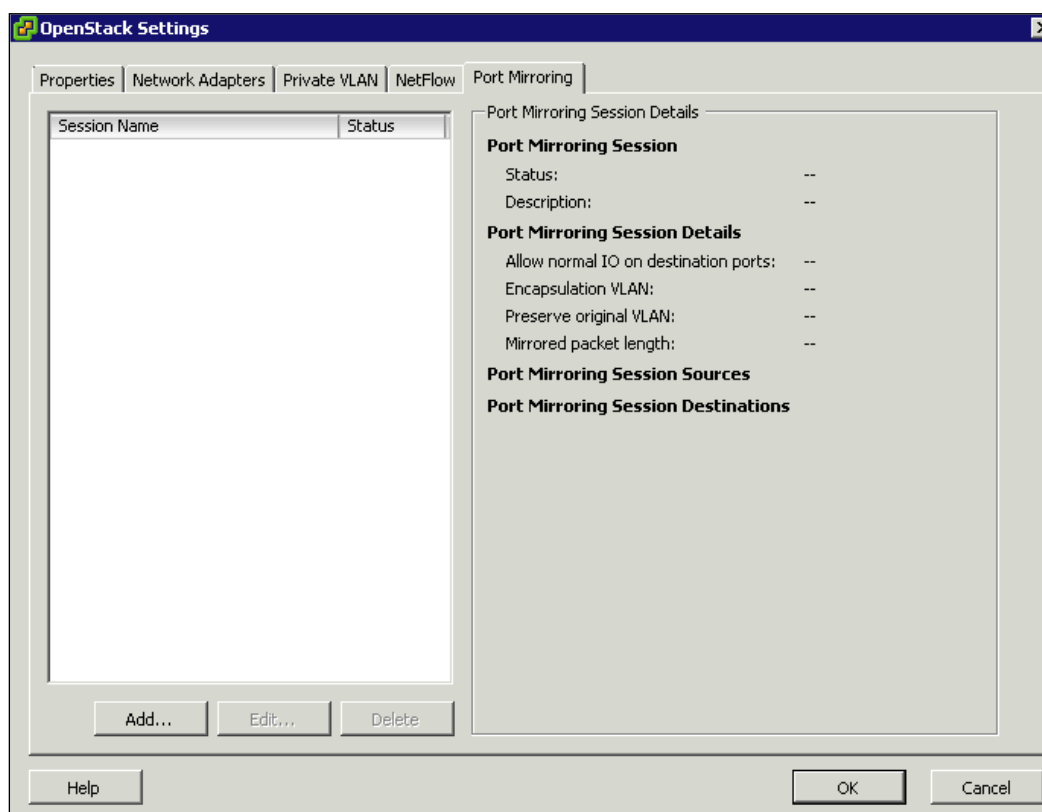 OpenStack Settings
Properties Network Adapters Private VLAN NetFlow Port Mirroring
Session Name Status
Port Mirroring Session Details
Port Mirroring Session
Status: --
Description: --
Port Mirroring Session Details
Allow normal IO on destination ports: --
Encapsulation VLAN: --
Preserve original VLAN: --
Mirrored packet length: --
Port Mirroring Session Sources
Port Mirroring Session Destinations
Add... Edit... Delete
Help OK Cancel